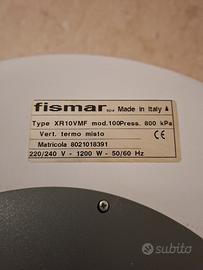 fismar Made in Italy
Type XR10VMF mod.100Press. 800 kPa
Vert. termo misto CE
Matricola 8021018391
220/240 V - 1200 W - 50/60 Hz
subito